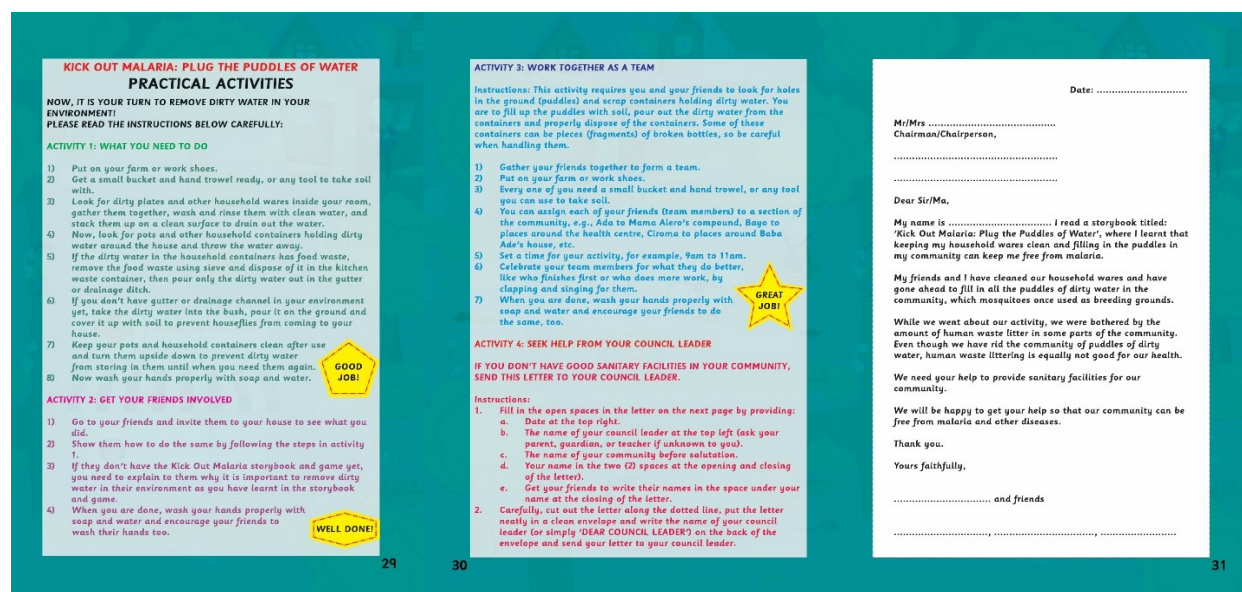 KICK OUT MALARIA: PLUG THE PUDDLES OF WATER
PRACTICAL ACTIVITIES
NOW, IT IS YOUR TURN TO REMOVE DIRTY WATER IN YOUR
ENVIRONMENT!
PLEASE READ THE INSTRUCTIONS BELOW CAREFULLY:
ACTIVITY 1: WHAT YOU NEED TO DO
1) Put on your farm or work shoes.
2) Get a small bucket and hand trowel ready, or any tool to take soil
with.
3) Look for dirty plates and other household wares inside your room,
gather them together, wash and rinse them with clean water, and
stack them up on a clean surface to drain out the water.
4) Now, look for pots and other household containers holding dirty
water around the house and throw the water away.
5) If the dirty water in the household containers has food waste,
remove the food waste using sieve and dispose of it in the kitchen
waste container, then pour only the dirty water out in the gutter
or drainage ditch.
6) If you don't have gutter or drainage channel in your environment
yet, take the dirty water into the bush, pour it on the ground and
cover it up with soil to prevent houseflies from coming to your
house.
7) Keep your pots and household containers clean after use
and turn them upside down to prevent dirty water
from storing in them until when you need them again.
8) Now wash your hands properly with soap and water.
GOOD
JOB!
ACTIVITY 2: GET YOUR FRIENDS INVOLVED
1) Go to your friends and invite them to your house to see what you
did.
2) Show them how to do the same by following the steps in activity
1.
3) If they don't have the Kick Out Malaria storybook and game yet,
you need to explain to them why it is important to remove dirty
water in their environment as you have learnt in the storybook
and game.
4) When you are done, wash your hands properly with
soap and water and encourage your friends to
wash their hands too.
WELL DONE!
29
ACTIVITY 3: WORK TOGETHER AS A TEAM
Instructions: This activity requires you and your friends to look for holes
in the ground (puddles) and scrap containers holding dirty water. You
are to fill up the puddles with soil, pour out the dirty water from the
containers and properly dispose of the containers. Some of these
containers can be pieces (fragments) of broken bottles, so be careful
when handling them.
1) Gather your friends together to form a team.
2) Put on your farm or work shoes.
3) Every one of you need a small bucket and hand trowel, or any tool
you can use to take soil.
4) You can assign each of your friends (team members) to a section of
the community, e.g., Ada to Mama Alero's compound, Bayo to
places around the health centre, Ciroma to places around Baba
Ade's house, etc.
5) Set a time for your activity, for example, 9am to 11am.
6) Celebrate your team members for what they do better,
like who finishes first or who does more work, by
clapping and singing for them.
7) When you are done, wash your hands properly with
soap and water and encourage your friends to do
the same, too.
GREAT
JOB!
ACTIVITY 4: SEEK HELP FROM YOUR COUNCIL LEADER
IF YOU DON'T HAVE GOOD SANITARY FACILITIES IN YOUR COMMUNITY,
SEND THIS LETTER TO YOUR COUNCIL LEADER.
Instructions:
1. Fill in the open spaces in the letter on the next page by providing:
a. Date at the top right.
b. The name of your council leader at the top left (ask your
parent, guardian, or teacher if unknown to you).
c. The name of your community before salutation.
d. Your name in the two (2) spaces at the opening and closing
of the letter).
e. Get your friends to write their names in the space under your
name at the closing of the letter.
2. Carefully, cut out the letter along the dotted line, put the letter
neatly in a clean envelope and write the name of your council
leader (or simply 'DEAR COUNCIL LEADER') on the back of the
envelope and send your letter to your council leader.
30
Date: ..............................
Mr/Mrs ..........................................
Chairman/Chairperson,
......................................................
......................................................
Dear Sir/Ma,
My name is .................................. I read a storybook titled:
'Kick Out Malaria: Plug the Puddles of Water', where I learnt that
keeping my household wares clean and filling in the puddles in
my community can keep me free from malaria.
My friends and I have cleaned our household wares and have
gone ahead to fill in all the puddles of dirty water in the
community, which mosquitoes once used as breeding grounds.
While we went about our activity, we were bothered by the
amount of human waste litter in some parts of the community.
Even though we have rid the community of puddles of dirty
water, human waste littering is equally not good for our health.
We need your help to provide sanitary facilities for our
community.
We will be happy to get your help so that our community can be
free from malaria and other diseases.
Thank you.
Yours faithfully,
................................ and friends
..............................., ................................, .........................
31